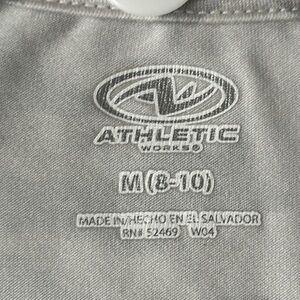 ATHLETIC
WORKS®
M (8-10)
MADE IN/HECHO EN EL SALVADOR
RN# 52469 W04